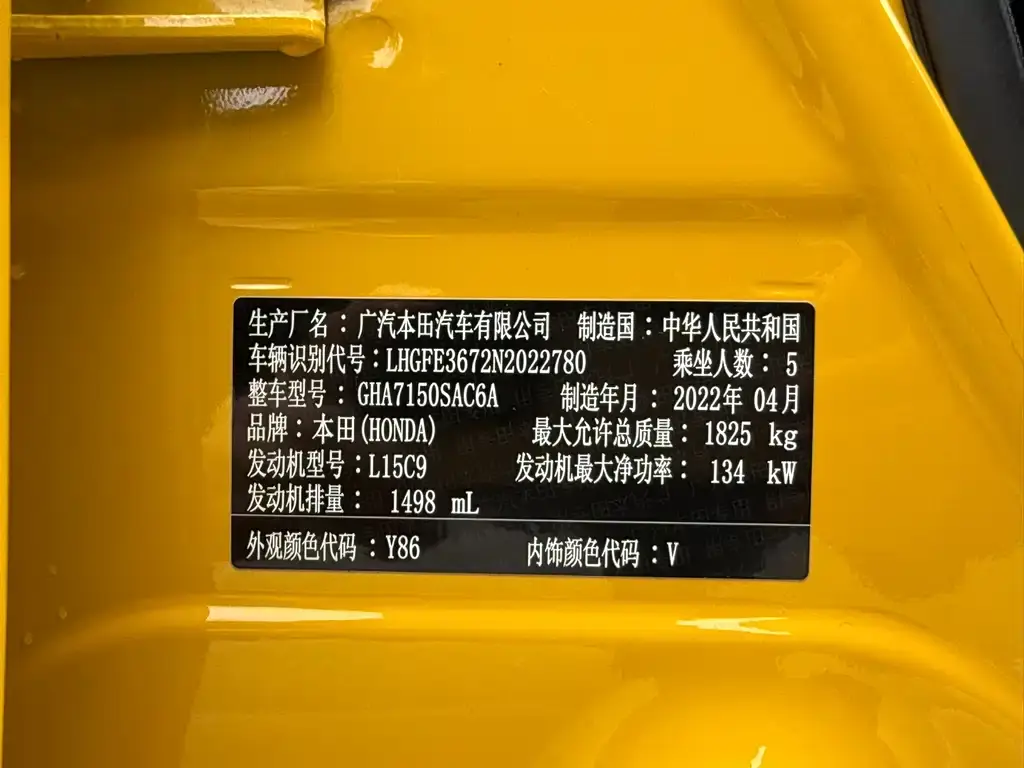 生产厂名：广汽本田汽车有限公司 制造国：中华人民共和国
车辆识别代号：LHGFE3672N2022780 乘坐人数：5
整车型号：GHA7150SAC6A 制造年月：2022年 04月
品牌：本田(HONDA) 最大允许总质量：1825 kg
发动机型号：L15C9 发动机最大净功率：134 kW
发动机排量：1498 mL
外观颜色代码：Y86 内饰颜色代码：V